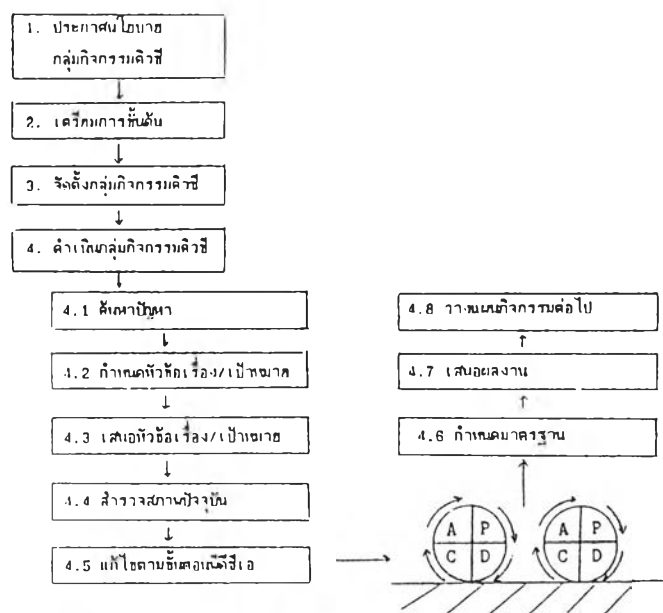 1. ประกาศนโยบาย
กลุ่มกิจกรรมคิวซี
2. เตรียมการขั้นต้น
3. จัดตั้งกลุ่มกิจกรรมคิวซี
4. ดำเนินกลุ่มกิจกรรมคิวซี
4.1 ค้นหาปัญหา
4.2 กำหนดหัวข้อเรื่อง/เป้าหมาย
4.3 เสนอหัวข้อเรื่อง/เป้าหมาย
4.4 สำรวจสภาพปัจจุบัน
4.5 แก้ไขตามขั้นตอนพีดีซีเอ
4.8 วางแผนกิจกรรมต่อไป
4.7 เสนอผลงาน
4.6 กำหนดมาตรฐาน
A P
C D
A P
C D